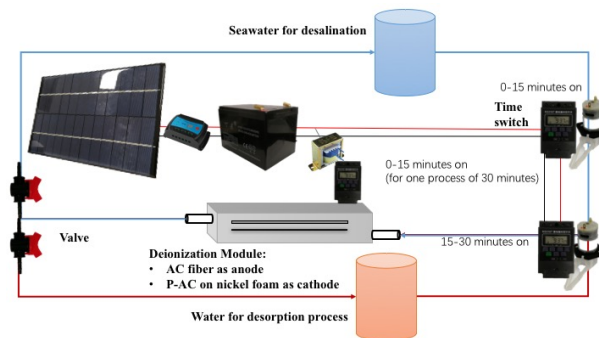 Seawater for desalination
0-15 minutes on
Time
switch
0-15 minutes on
(for one process of 30 minutes)
Valve
15-30 minutes on
Deionization Module:
• AC fiber as anode
• P-AC on nickel foam as cathode
Water for desorption process